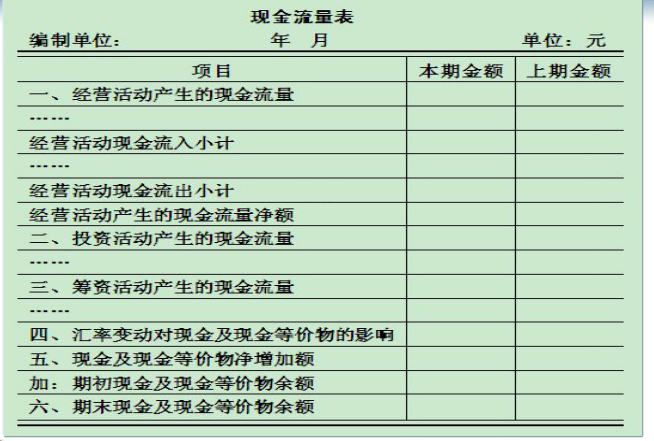 现金流量表
编制单位： 年 月 单位：元
项目 本期金额 上期金额
一、经营活动产生的现金流量
……
经营活动现金流入小计
……
经营活动现金流出小计
经营活动产生的现金流量净额
二、投资活动产生的现金流量
……
三、筹资活动产生的现金流量
……
四、汇率变动对现金及现金等价物的影响
五、现金及现金等价物净增加额
加：期初现金及现金等价物余额
六、期末现金及现金等价物余额